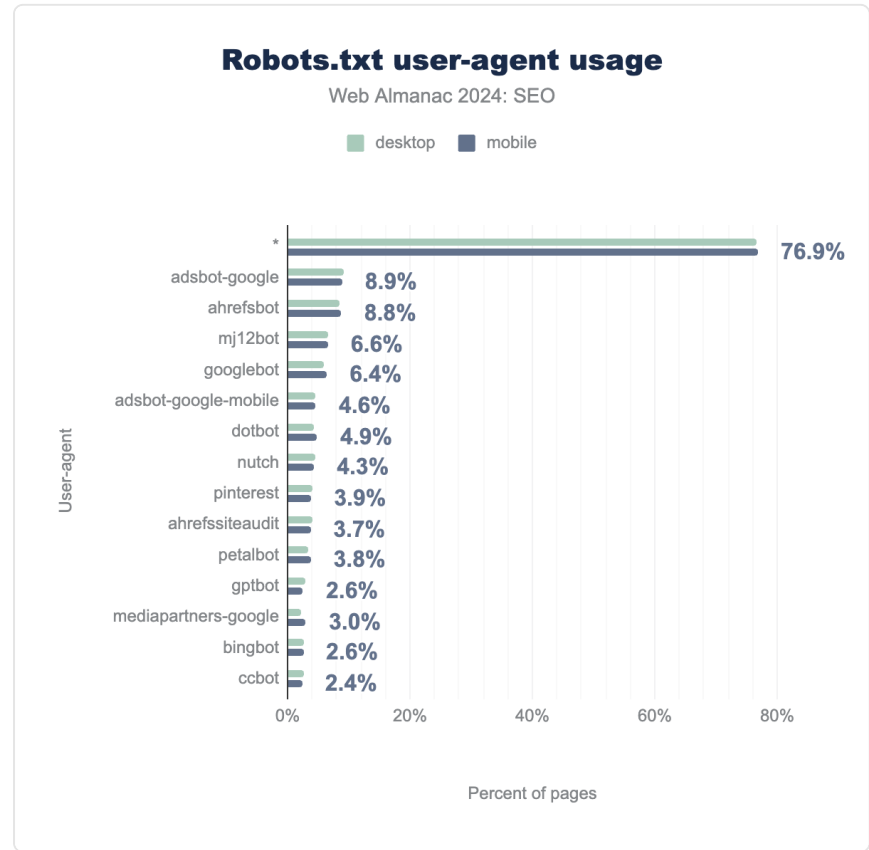 Robots.txt user-agent usage
Web Almanac 2024: SEO
desktop mobile
* 76.9%
adsbot-google 8.9%
ahrefsbot 8.8%
mj12bot 6.6%
googlebot 6.4%
adsbot-google-mobile 4.6%
dotbot 4.9%
nutch 4.3%
pinterest 3.9%
ahrefssiteaudit 3.7%
petalbot 3.8%
gptbot 2.6%
mediapartners-google 3.0%
bingbot 2.6%
ccbot 2.4%
User-agent
0% 20% 40% 60% 80%
Percent of pages